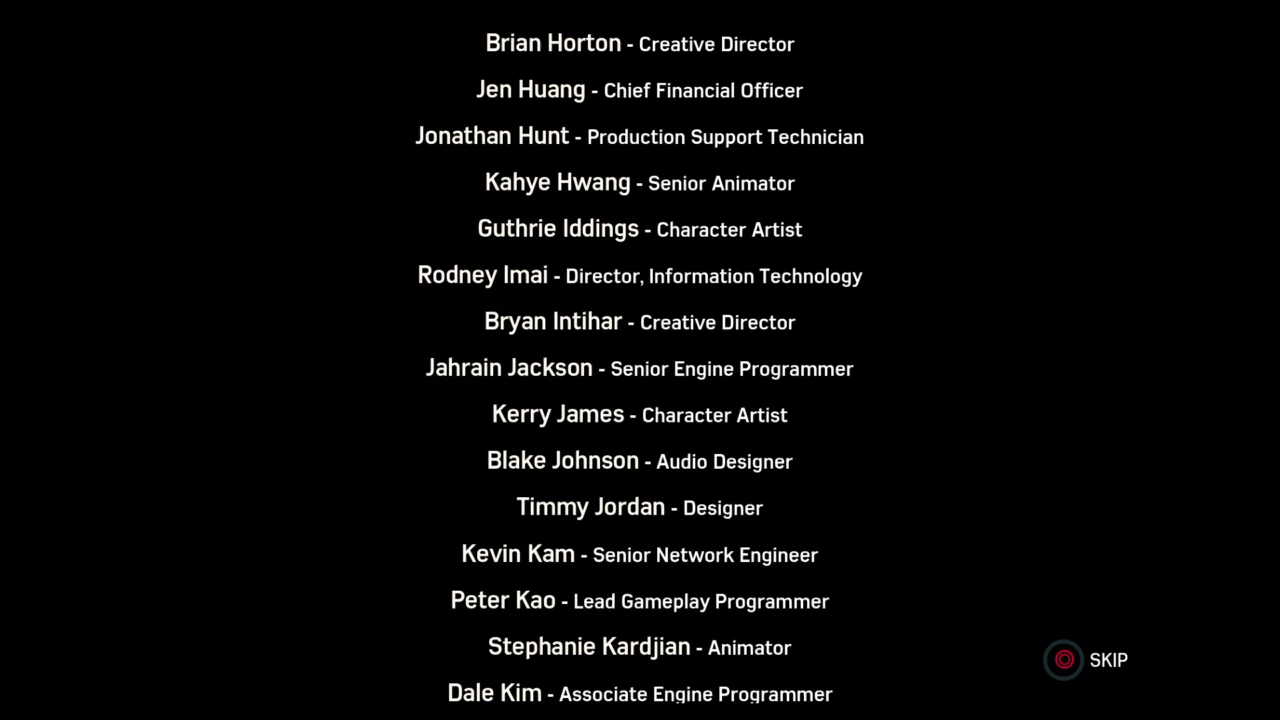 Brian Horton - Creative Director
Jen Huang - Chief Financial Officer
Jonathan Hunt - Production Support Technician
Kahye Hwang - Senior Animator
Guthrie Iddings - Character Artist
Rodney Imai - Director, Information Technology
Bryan Intihar - Creative Director
Jahrain Jackson - Senior Engine Programmer
Kerry James - Character Artist
Blake Johnson - Audio Designer
Timmy Jordan - Designer
Kevin Kam - Senior Network Engineer
Peter Kao - Lead Gameplay Programmer
Stephanie Kardjian - Animator
SKIP
Dale Kim - Associate Engine Programmer